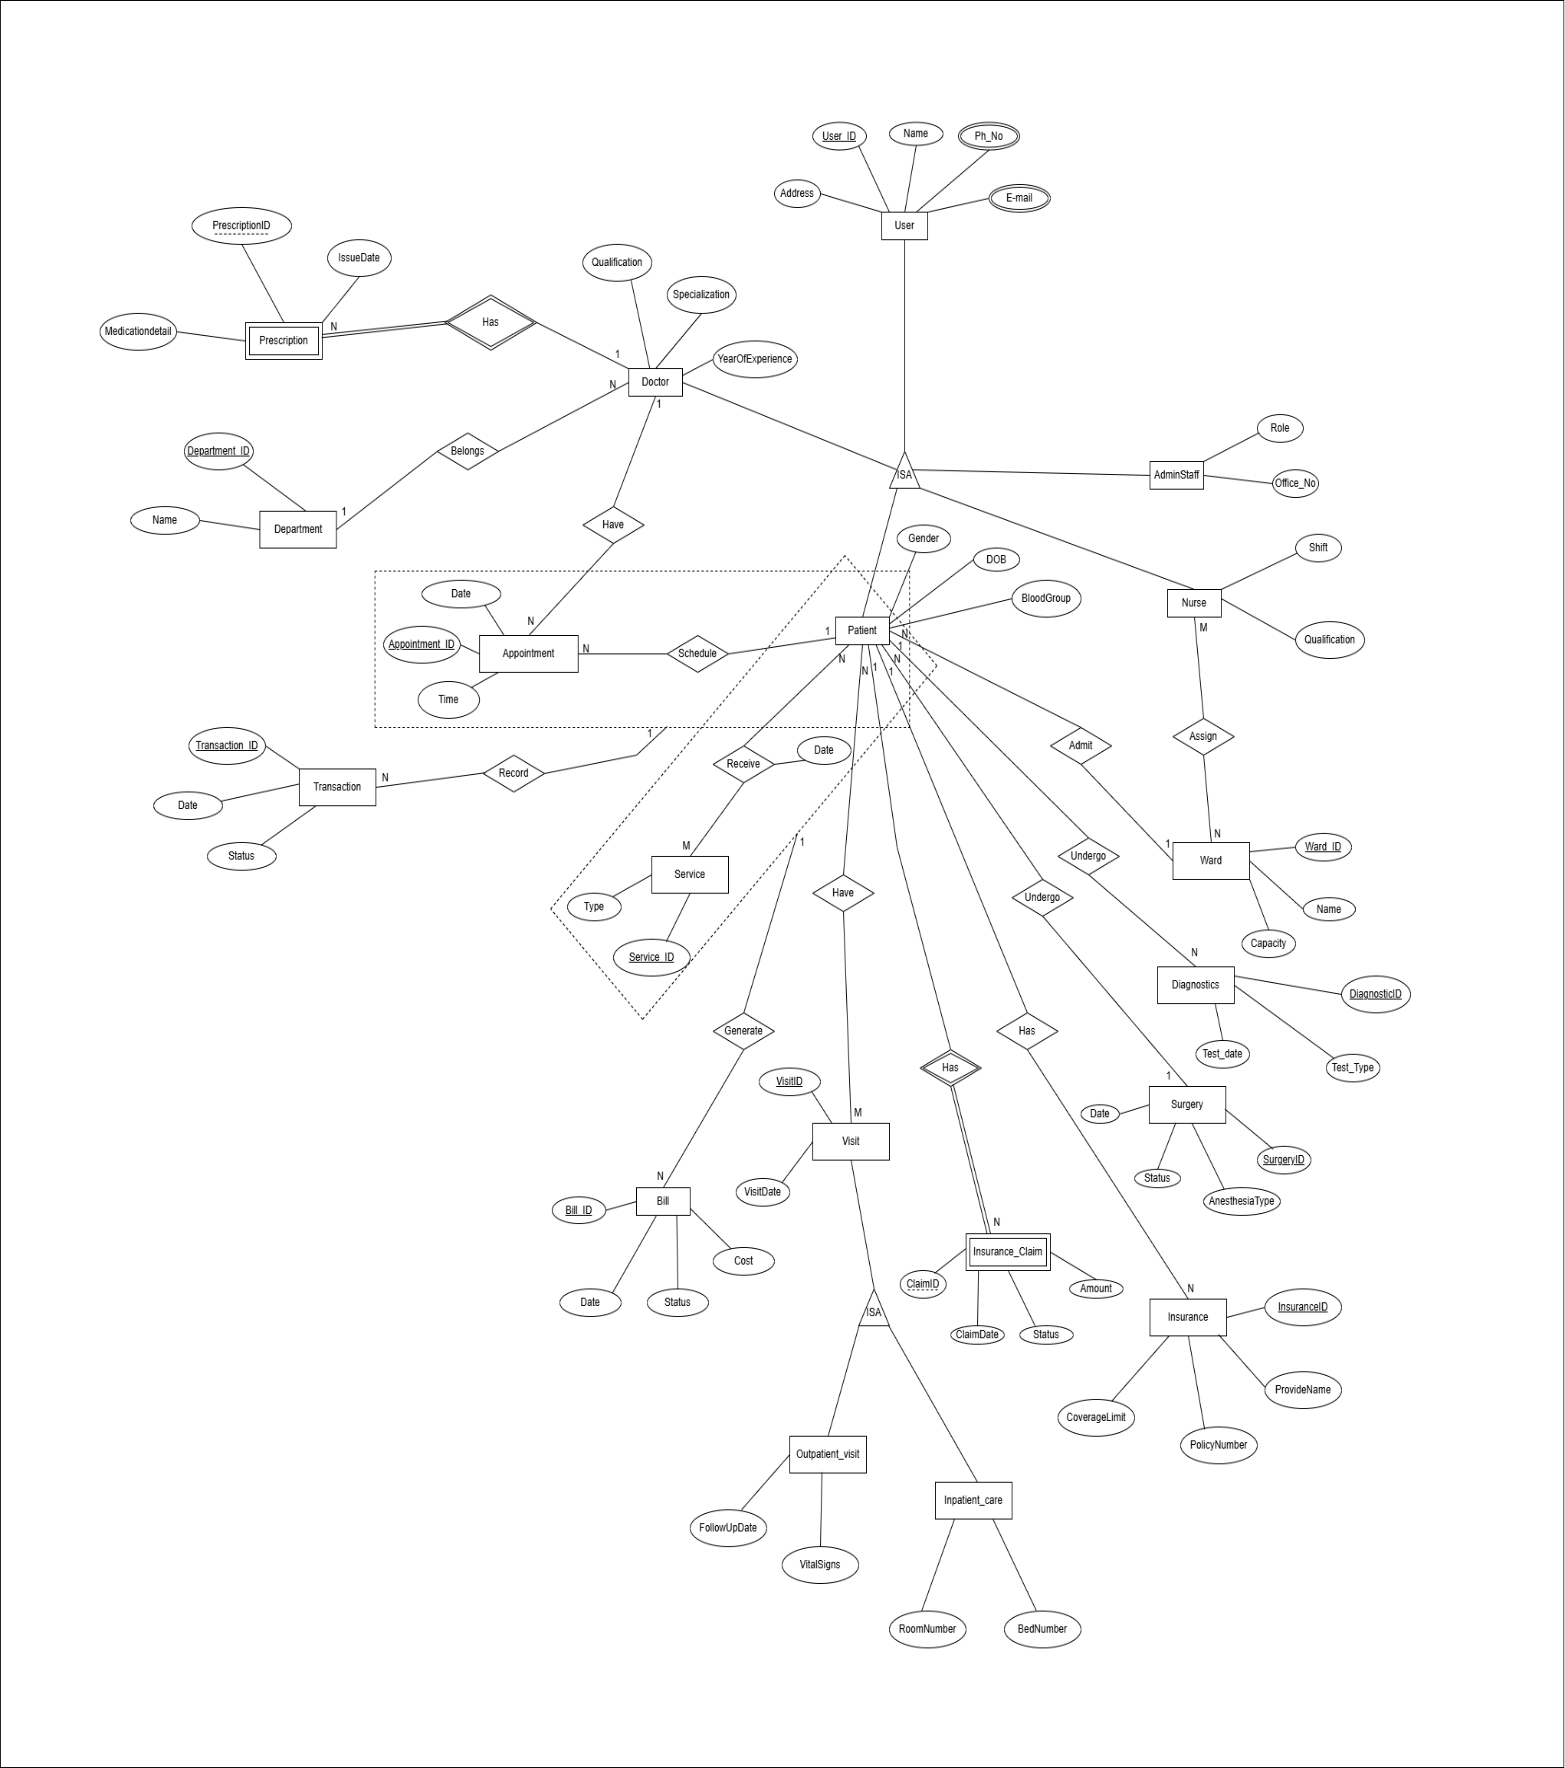 User_ID
Name
Ph_No
Address
E-mail
User
PrescriptionID
IssueDate
Medicationdetail
Prescription
N
Has
1
Qualification
Specialization
YearOfExperience
Doctor
N
1
Department_ID
Belongs
Name
Department
1
Have
ISA
AdminStaff
Role
Office_No
Gender
DOB
BloodGroup
Shift
Nurse
Qualification
M
Date
Appointment_ID
Appointment
N
N
Time
Schedule
1
Patient
N
1
N
N
N
1
1
Transaction_ID
Transaction
N
Date
Status
Record
1
Receive
Date
M
Service
Type
Service_ID
1
Admit
Assign
N
1
Ward
Ward_ID
Name
Capacity
Undergo
Undergo
Have
N
Diagnostics
DiagnosticID
Test_date
Test_Type
Generate
Has
Has
1
Surgery
Date
Status
SurgeryID
AnesthesiaType
VisitID
M
Visit
VisitDate
N
Bill
Bill_ID
Cost
Date
Status
N
Insurance_Claim
ClaimID
Amount
ClaimDate
Status
N
Insurance
InsuranceID
ProvideName
CoverageLimit
PolicyNumber
ISA
Outpatient_visit
FollowUpDate
VitalSigns
Inpatient_care
RoomNumber
BedNumber